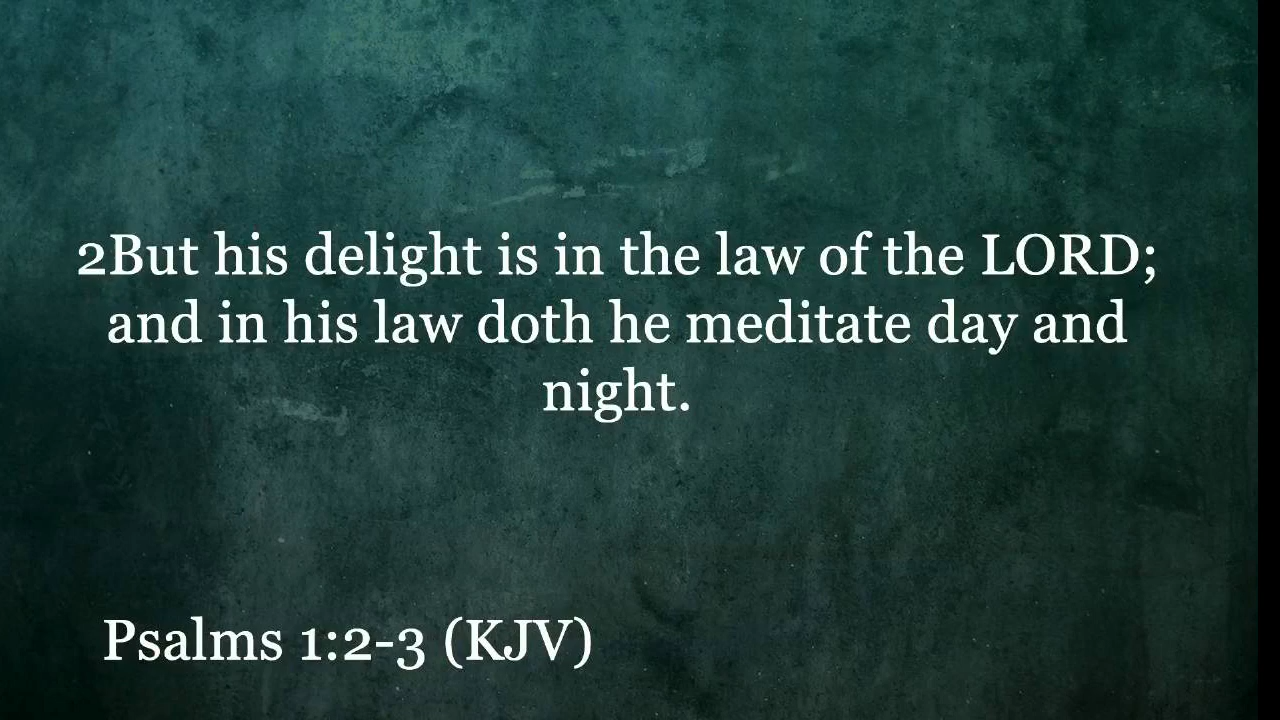 2But his delight is in the law of the LORD;
and in his law doth he meditate day and
night.
Psalms 1:2-3 (KJV)